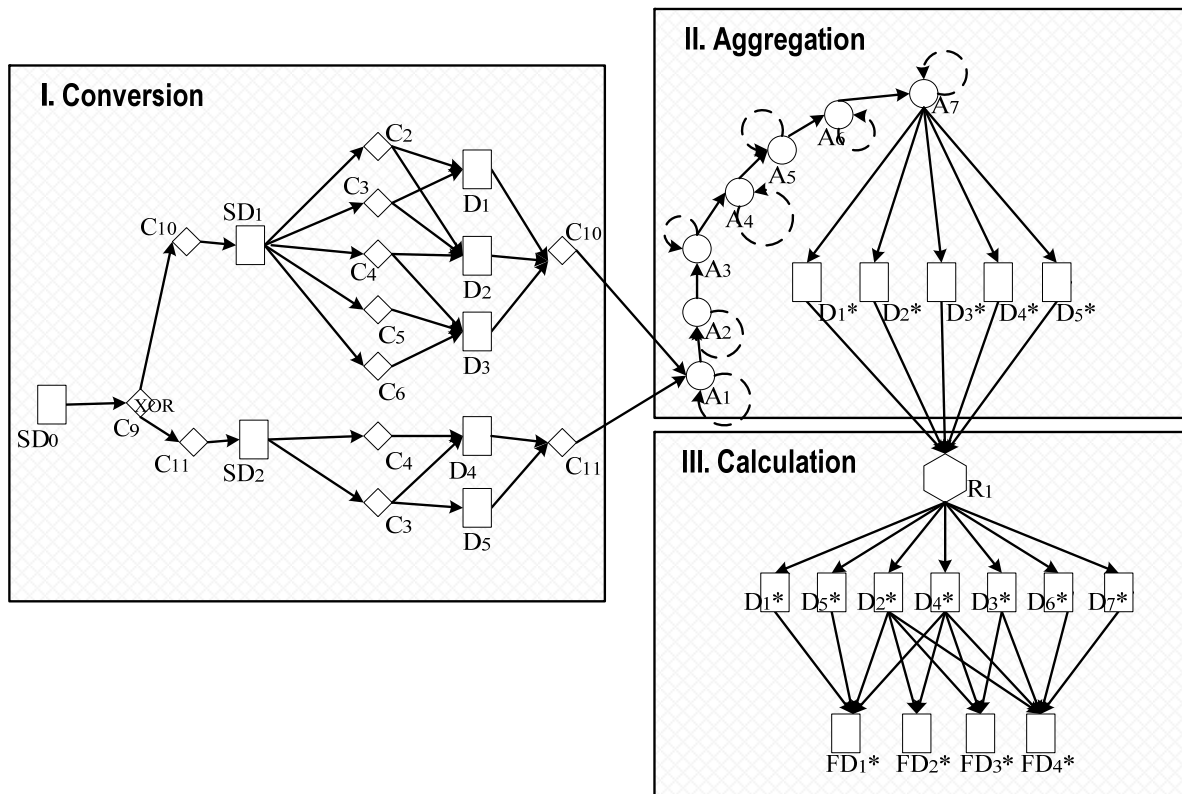 I. Conversion
C2
C3
SD1
C10
C4
C5
C6
D1
D2
D3
C10
SD0
XOR
C9
C11
SD2
C4
C3
D4
D5
C11
II. Aggregation
A7
A6
A5
A4
A3
A2
A1
D1* D2* D3* D4* D5*
III. Calculation
R1
D1* D5* D2* D4* D3* D6* D7*
FD1* FD2* FD3* FD4*